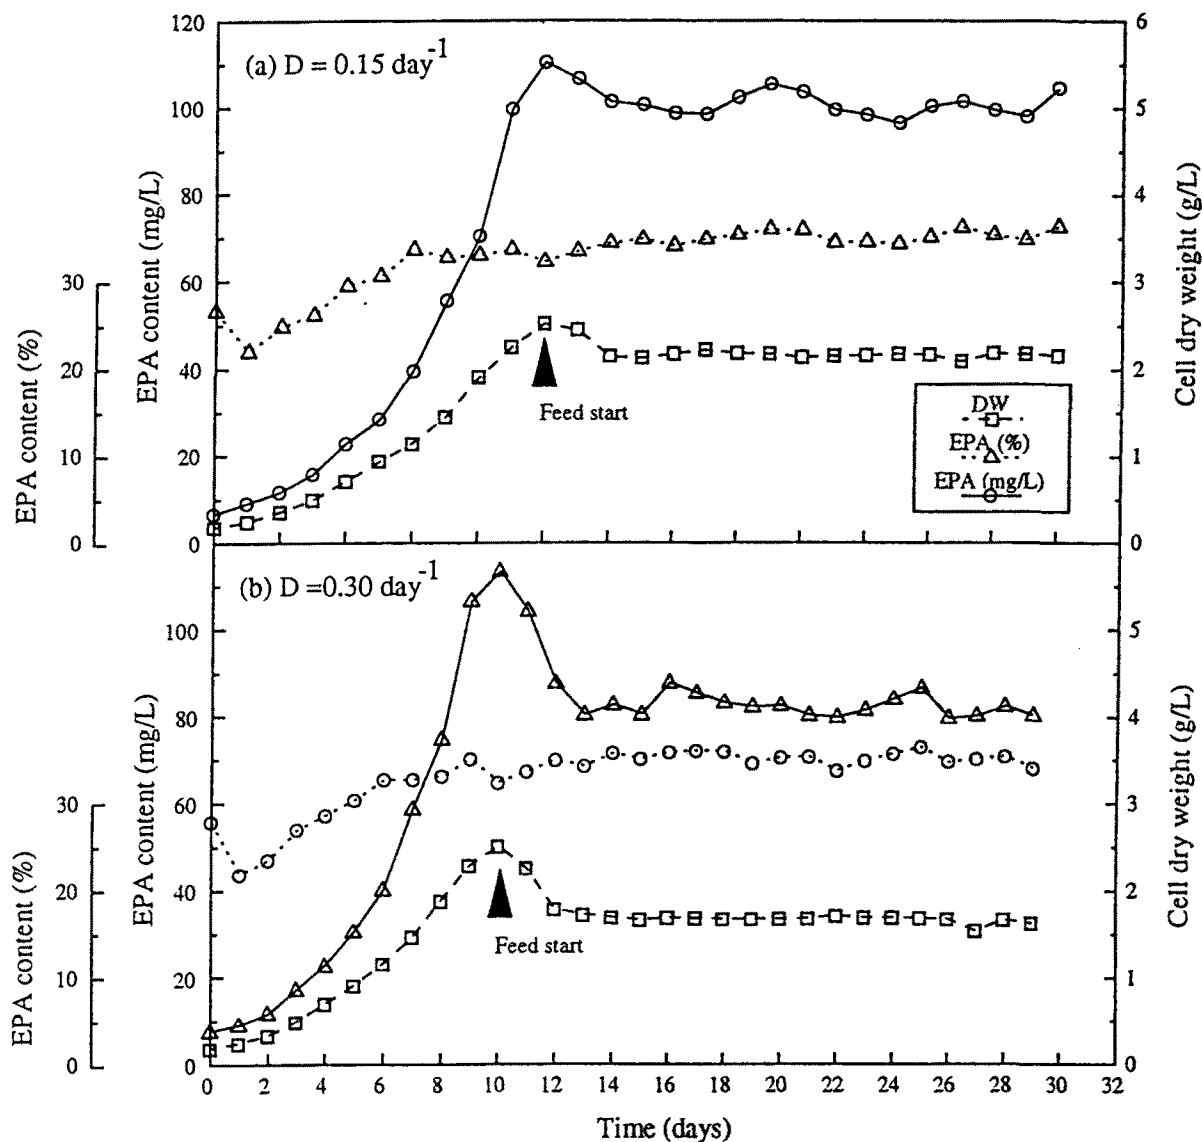 (a) D = 0.15 day-1
120
100
80
60
40
20
0
EPA content (mg/L)
30
20
10
0
EPA content (%)
6
5
4
3
2
1
0
Cell dry weight (g/L)
Feed start
DW
EPA (%)
EPA (mg/L)
(b) D =0.30 day-1
100
80
60
40
20
0
EPA content (mg/L)
30
20
10
0
EPA content (%)
5
4
3
2
1
0
Cell dry weight (g/L)
Feed start
0 2 4 6 8 10 12 14 16 18 20 22 24 26 28 30 32
Time (days)